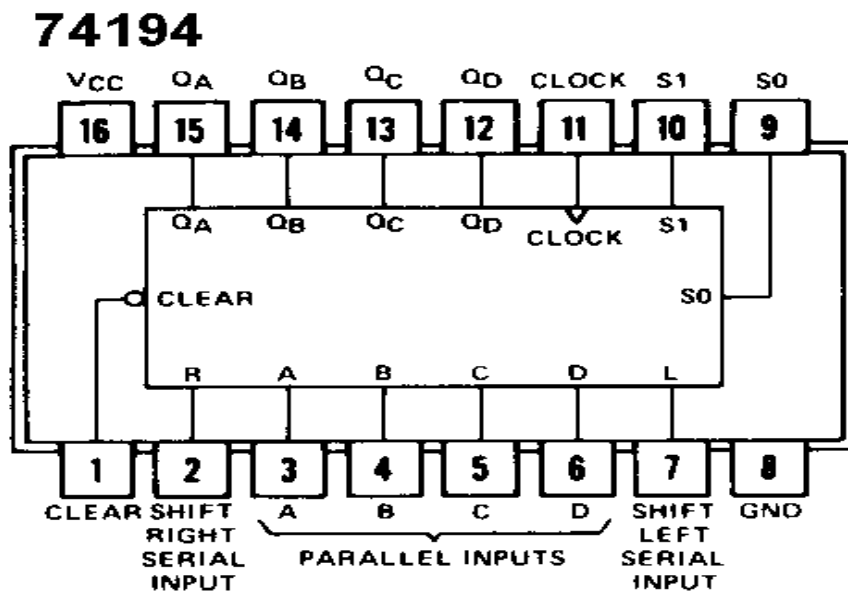 74194
VCC QA QB QC QD CLOCK S1 S0
16 15 14 13 12 11 10 9
QA QB QC QD CLOCK S1
CLEAR S0
R A B C D L
1 2 3 4 5 6 7 8
CLEAR SHIFT A B C D SHIFT GND
RIGHT LEFT
SERIAL PARALLEL INPUTS SERIAL
INPUT INPUT